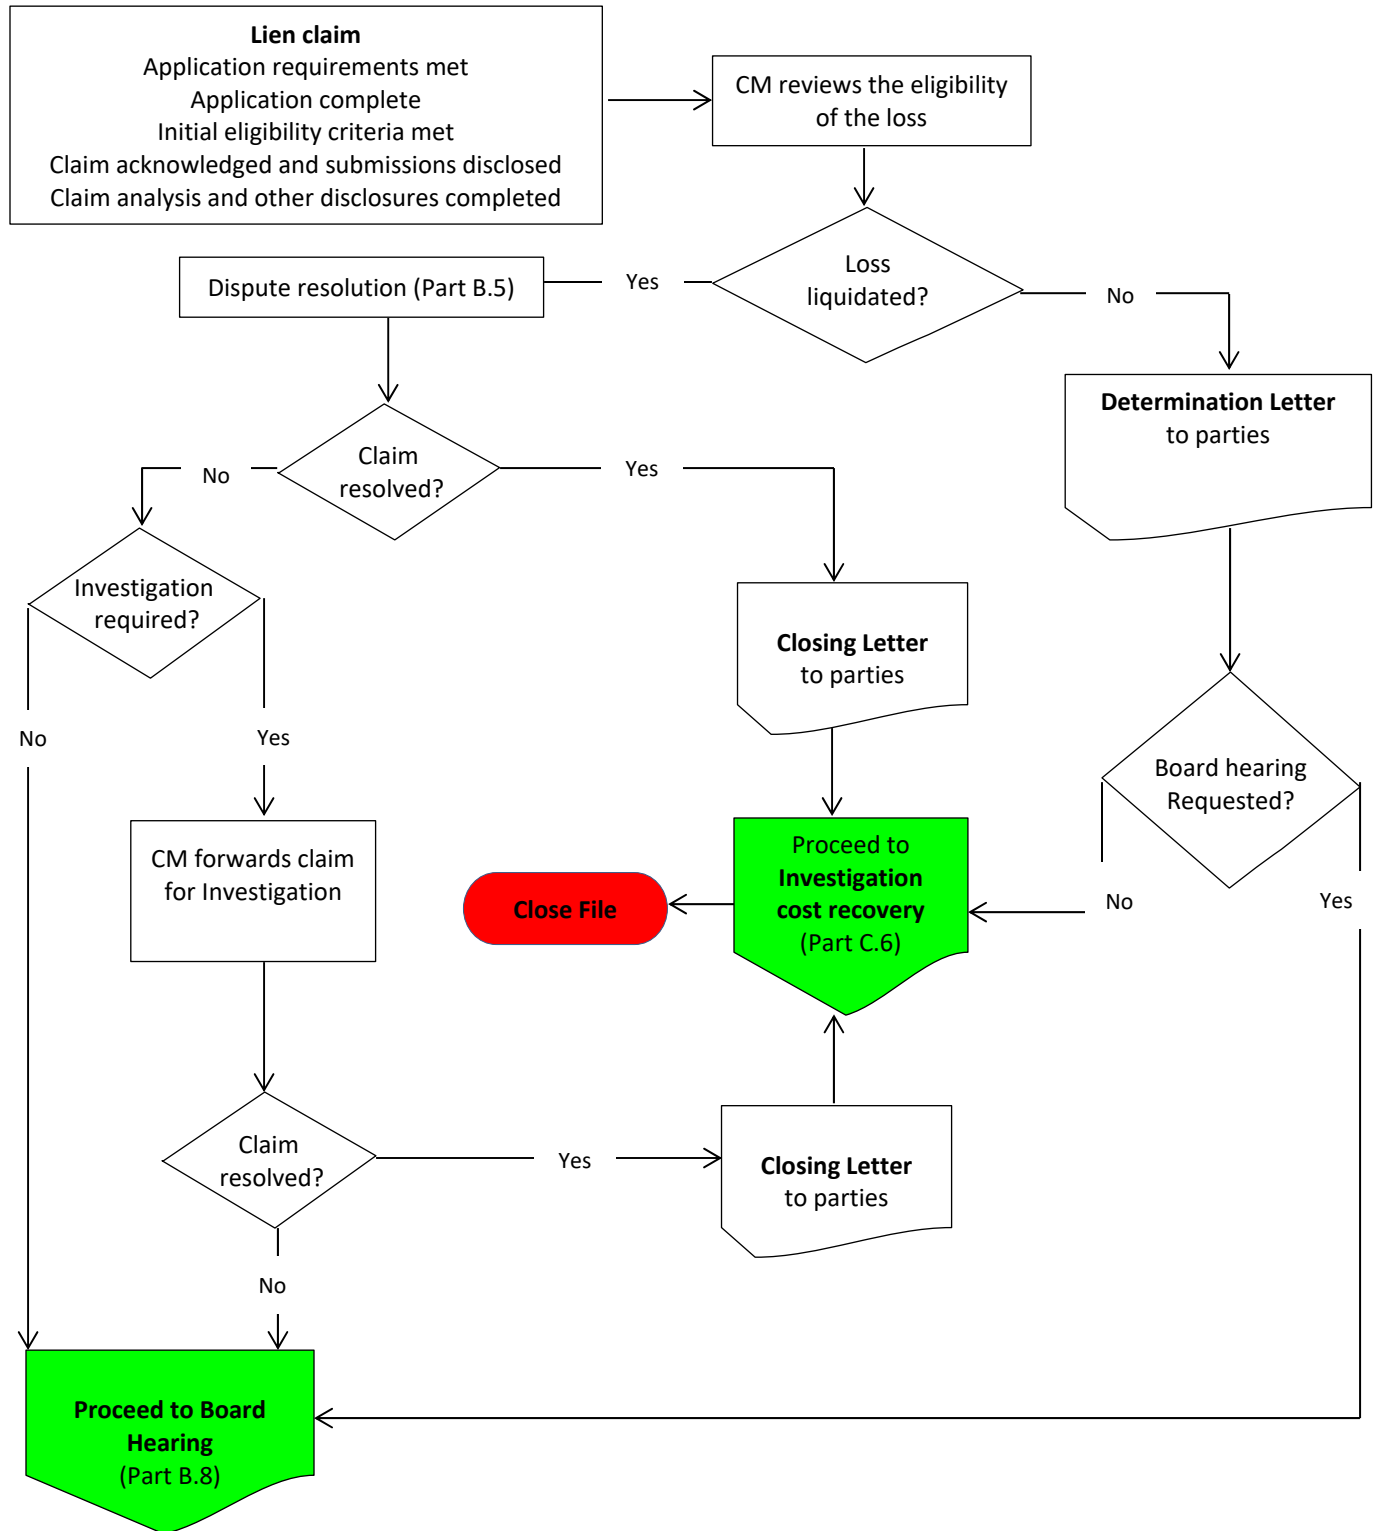 Lien claim
Application requirements met
Application complete
Initial eligibility criteria met
Claim acknowledged and submissions disclosed
Claim analysis and other disclosures completed
CM reviews the eligibility
of the loss
Loss
liquidated?
Yes
No
Dispute resolution (Part B.5)
Determination Letter
to parties
Claim
resolved?
No
Yes
Investigation
required?
Closing Letter
to parties
No
Yes
Board hearing
Requested?
CM forwards claim
for Investigation
Proceed to
Investigation
cost recovery
(Part C.6)
Close File
No
Yes
Claim
resolved?
Yes
Closing Letter
to parties
No
Proceed to Board
Hearing
(Part B.8)